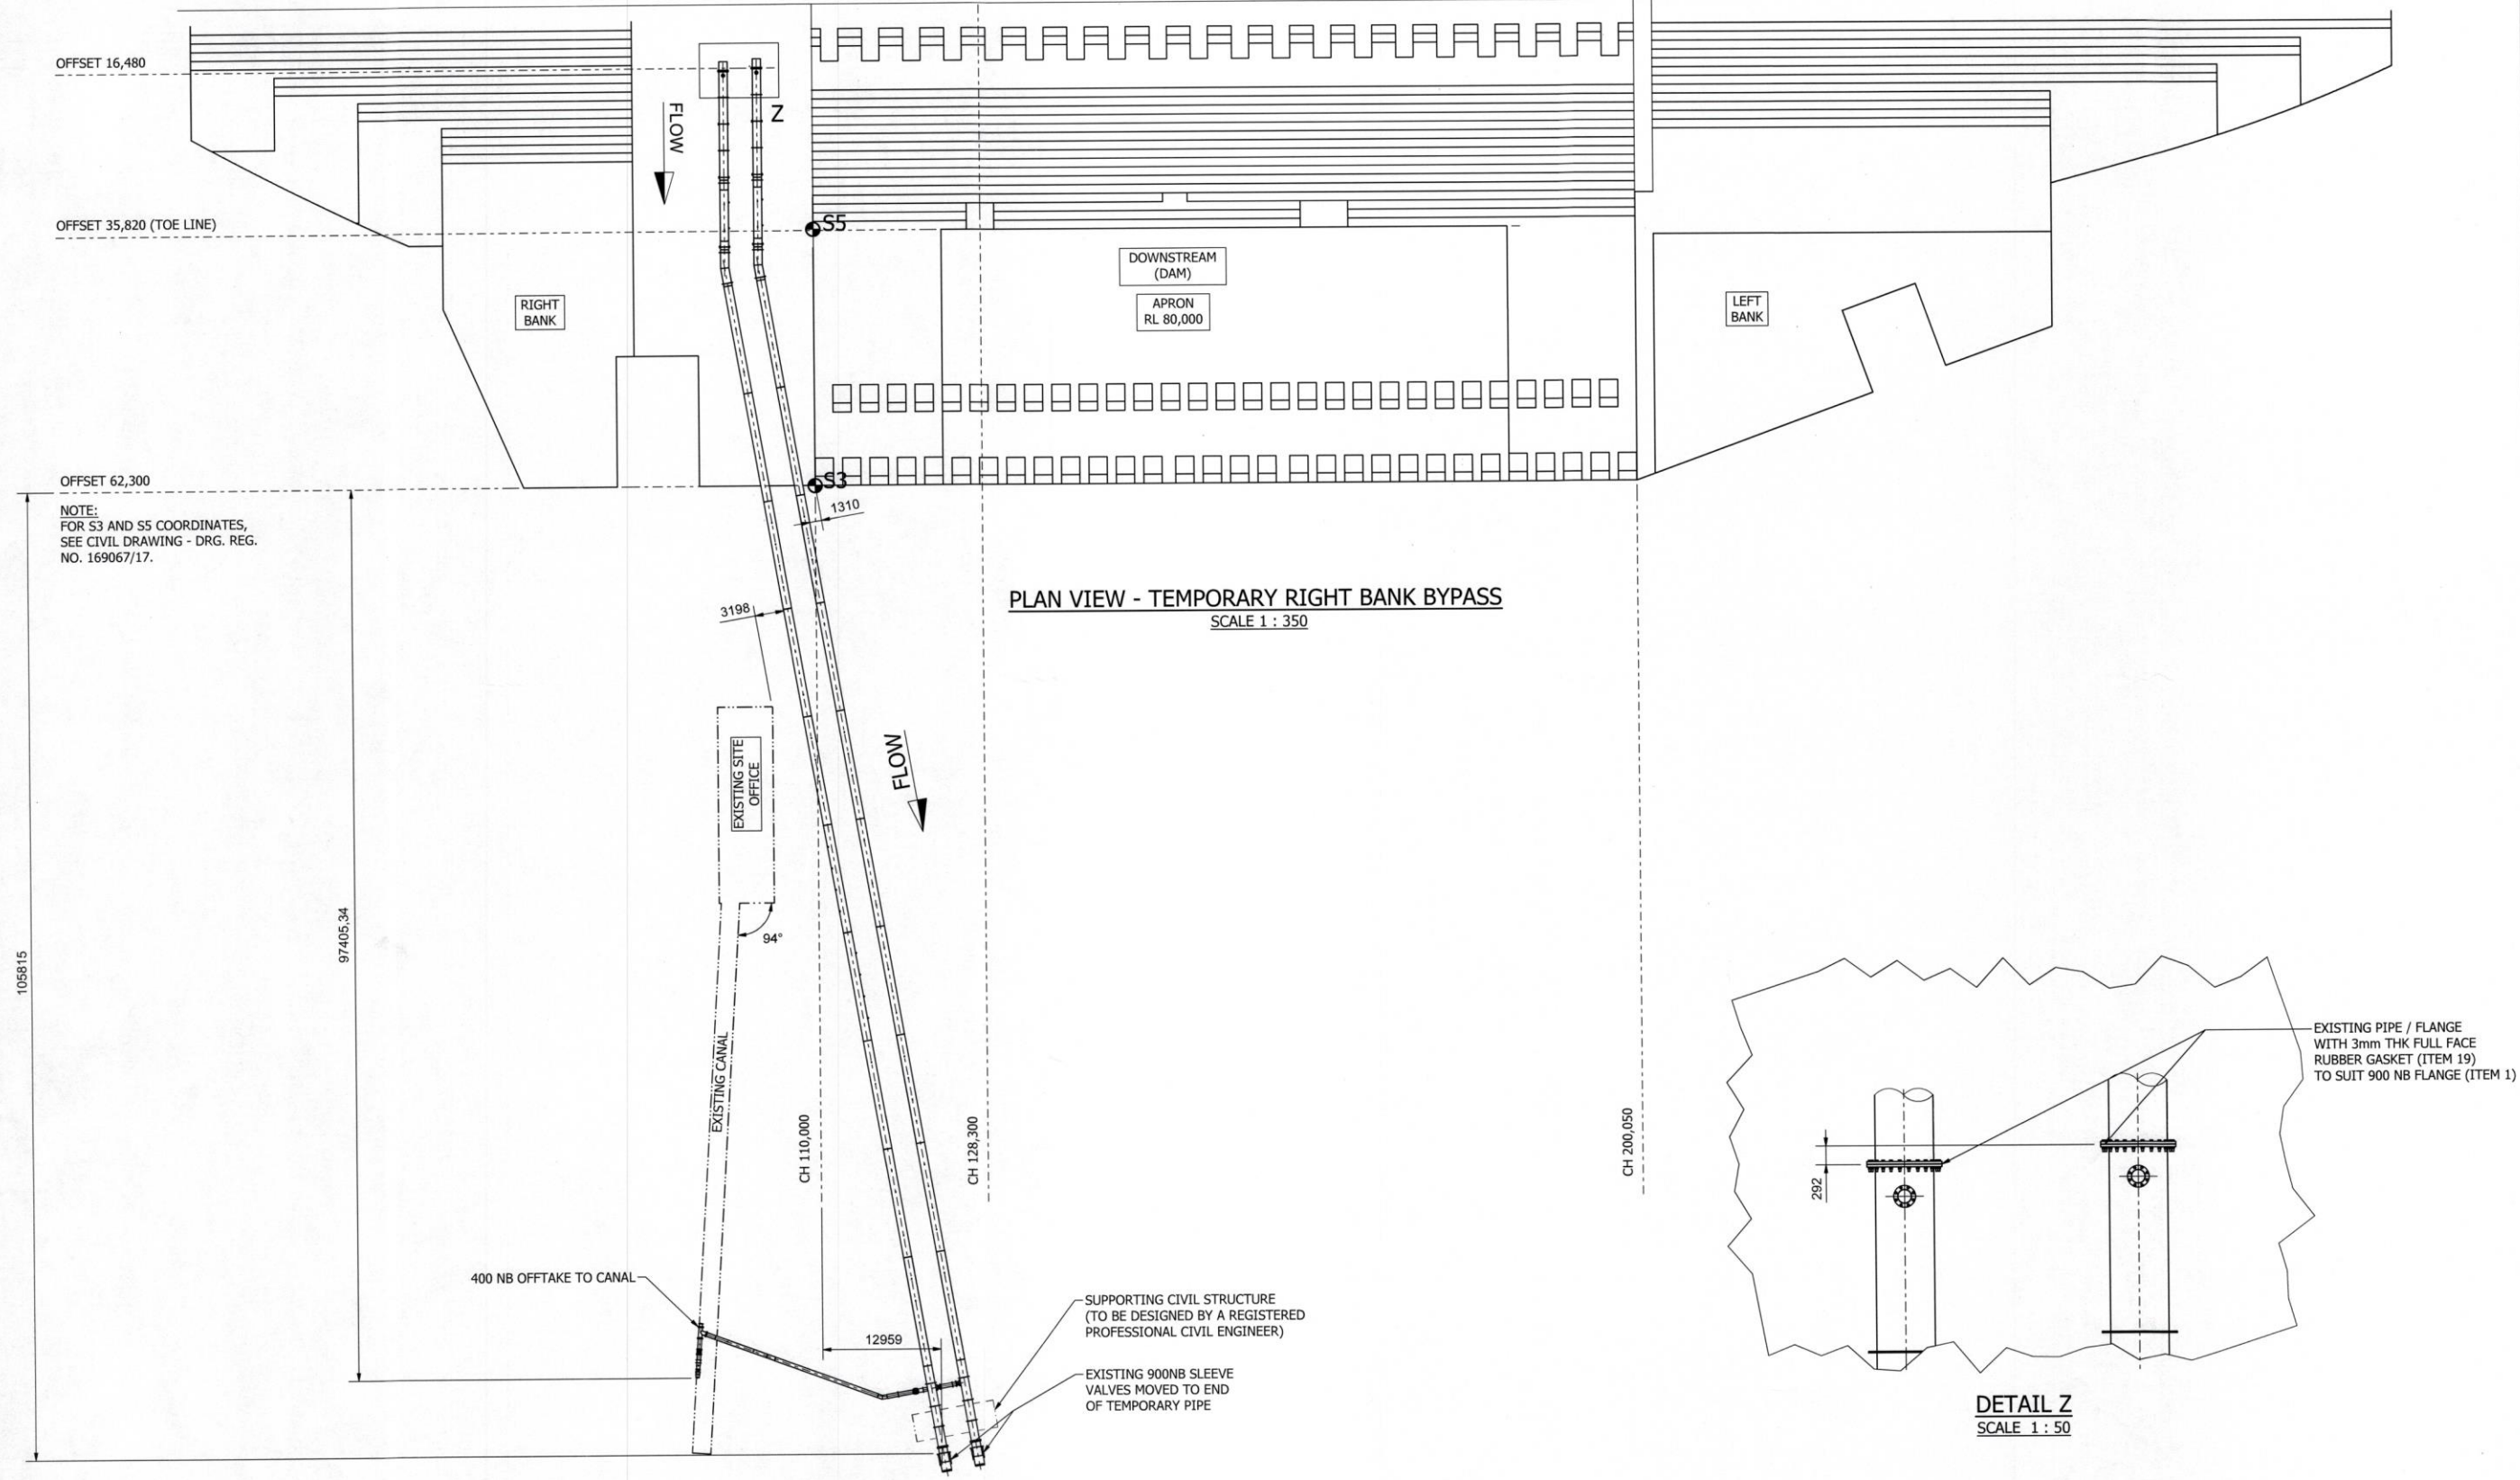 OFFSET 16,480
FLOW
Z
OFFSET 35,820 (TOE LINE)
S5
DOWNSTREAM
(DAM)
APRON
RL 80,000
RIGHT
BANK
LEFT
BANK
OFFSET 62,300
S3
NOTE:
FOR S3 AND S5 COORDINATES,
SEE CIVIL DRAWING - DRG. REG.
NO. 169067/17.
1310
3198
PLAN VIEW - TEMPORARY RIGHT BANK BYPASS
SCALE 1 : 350
EXISTING SITE
OFFICE
FLOW
94°
97405,34
105815
EXISTING CANAL
CH 110,000
CH 128,300
CH 200,050
400 NB OFFTAKE TO CANAL
12959
SUPPORTING CIVIL STRUCTURE
(TO BE DESIGNED BY A REGISTERED
PROFESSIONAL CIVIL ENGINEER)
EXISTING 900NB SLEEVE
VALVES MOVED TO END
OF TEMPORARY PIPE
EXISTING PIPE / FLANGE
WITH 3mm THK FULL FACE
RUBBER GASKET (ITEM 19)
TO SUIT 900 NB FLANGE (ITEM 1)
292
DETAIL Z
SCALE 1 : 50